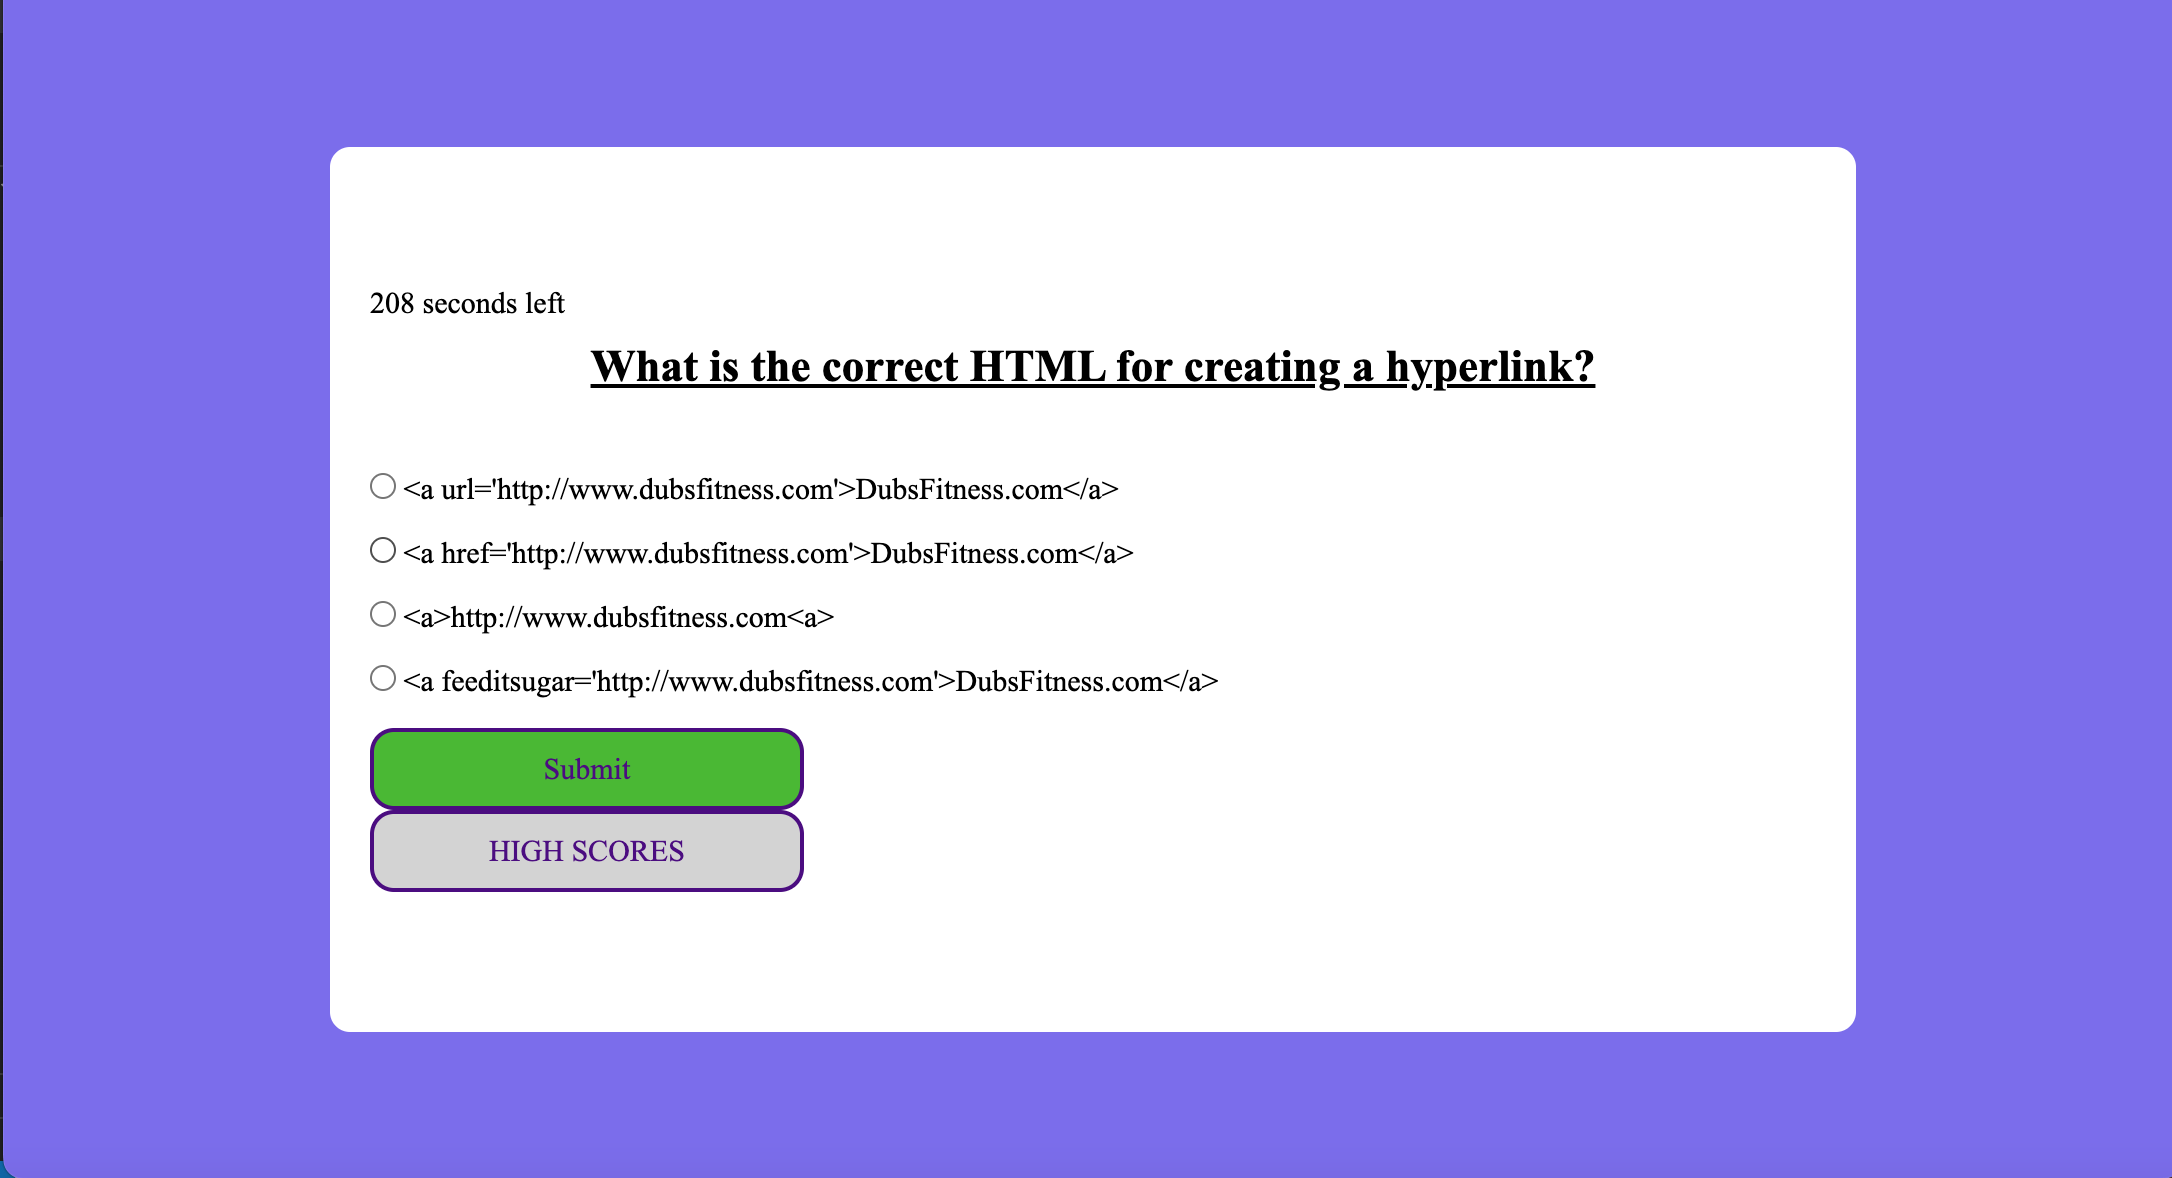 208 seconds left
What is the correct HTML for creating a hyperlink?
<a url='http://www.dubsfitness.com'>DubsFitness.com</a>
<a href='http://www.dubsfitness.com'>DubsFitness.com</a>
<a>http://www.dubsfitness.com<a>
<a feeditsugar='http://www.dubsfitness.com'>DubsFitness.com</a>
Submit
HIGH SCORES